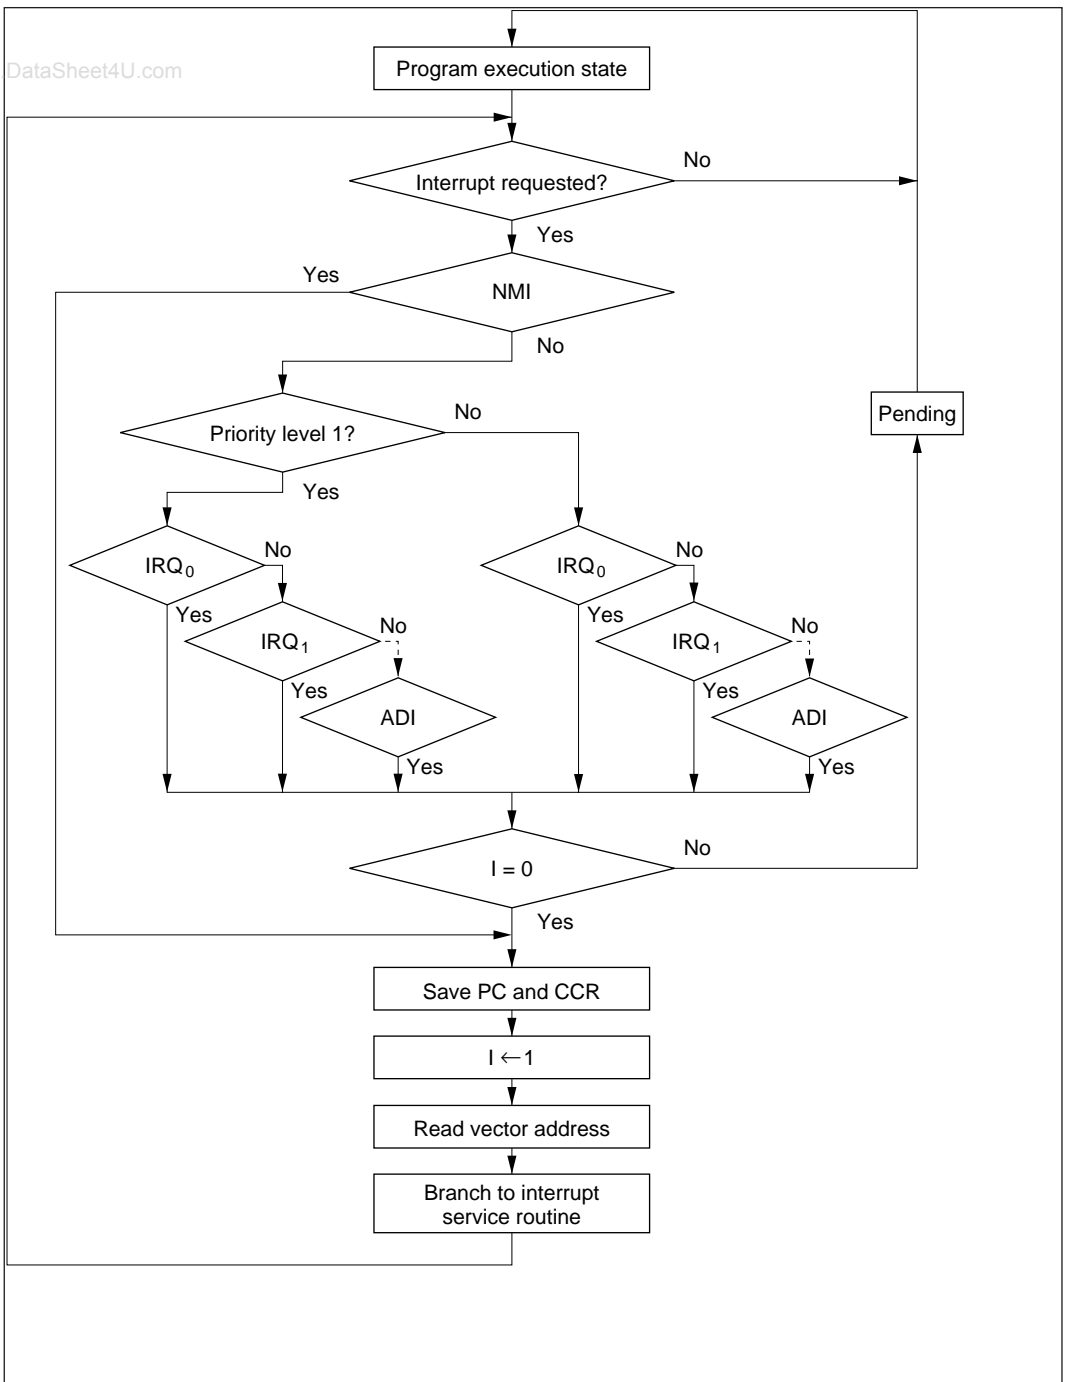 DataSheet4U.com
Program execution state
Interrupt requested?
No
Yes
NMI
Yes
No
Priority level 1?
No
Yes
Pending
IRQ0
No
Yes
IRQ1
No
Yes
ADI
Yes
IRQ0
No
Yes
IRQ1
No
Yes
ADI
Yes
I = 0
No
Yes
Save PC and CCR
I ←1
Read vector address
Branch to interrupt
service routine